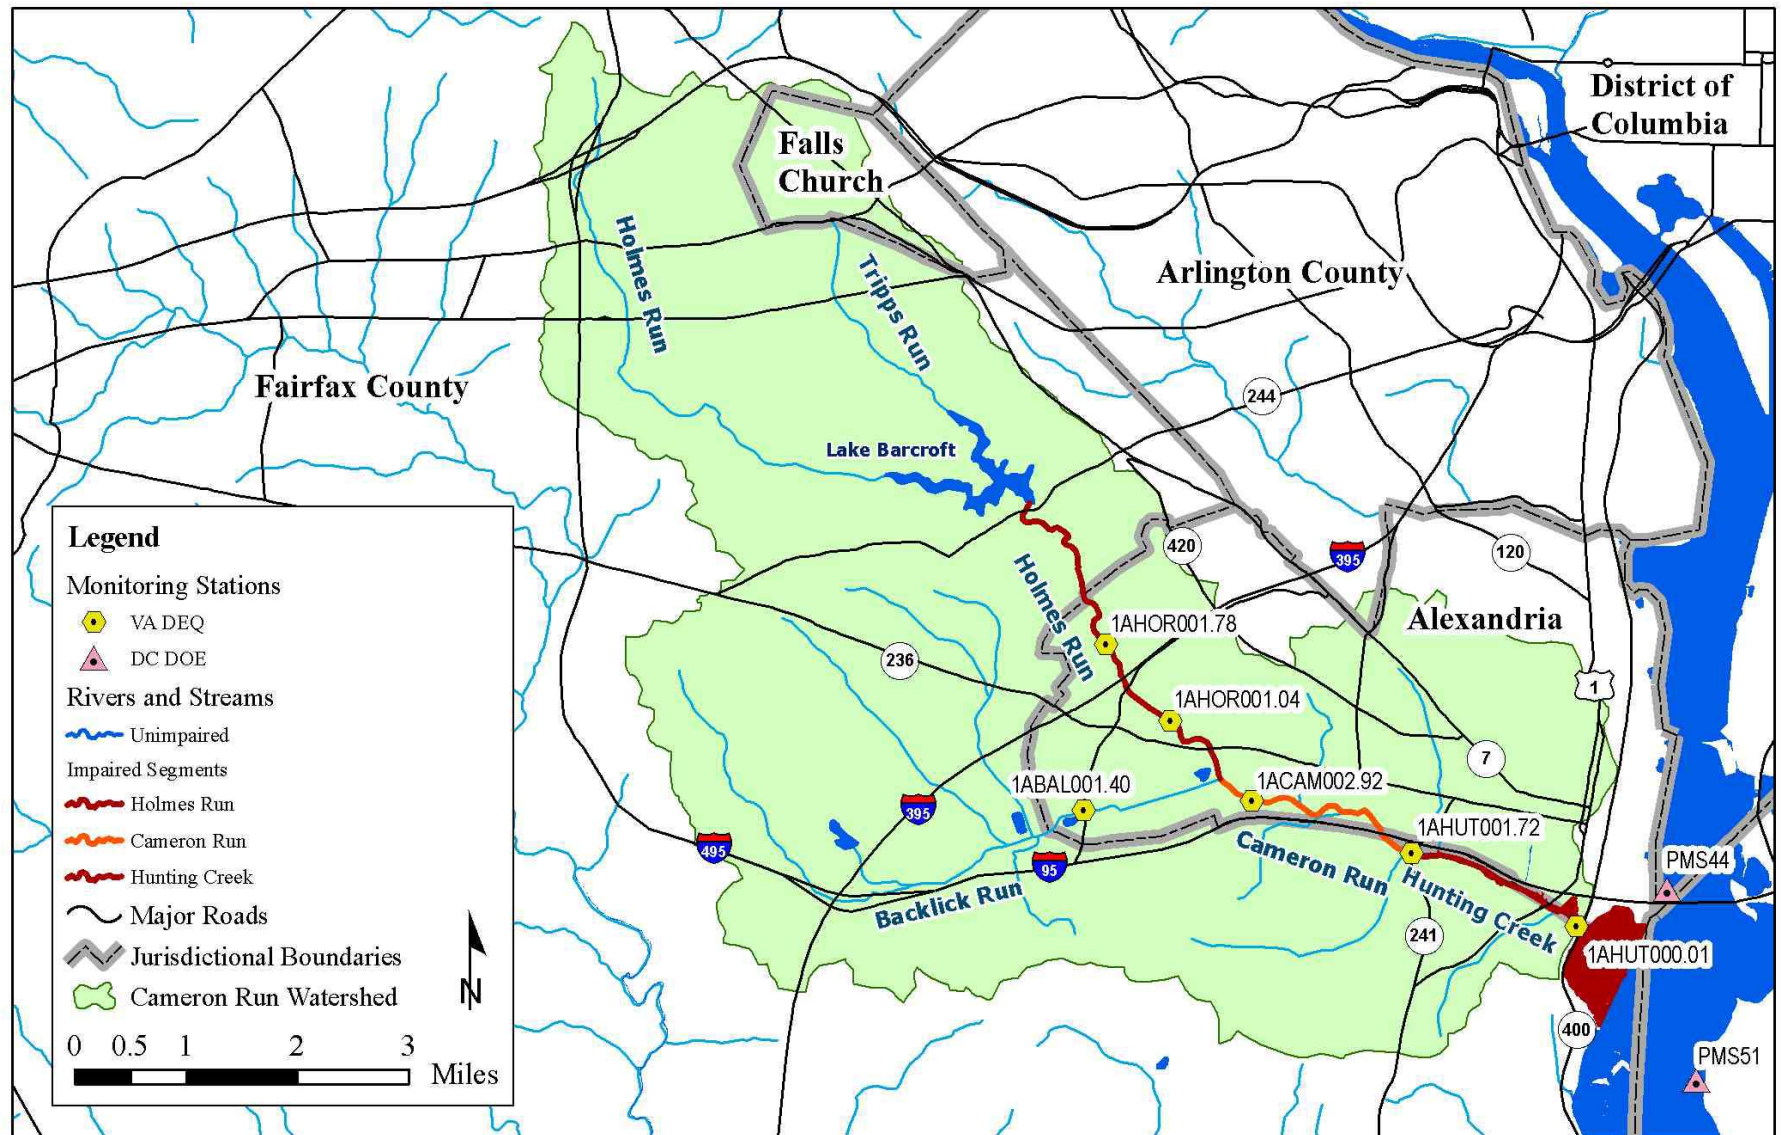 District of
Columbia
Falls
Church
Holmes Run
Tripps Run
Arlington County
Fairfax County
244
Lake Barcroft
420
395
120
Holmes Run
Alexandria
1AHOR001.78
236
1
1AHOR001.04
7
1ABAL001.40
1ACAM002.92
395
1AHUT001.72
495
95
Cameron Run
PMS44
Backlick Run
Hunting Creek
241
1AHUT000.01
400
PMS51
Legend
Monitoring Stations
VA DEQ
DC DOE
Rivers and Streams
Unimpaired
Impaired Segments
Holmes Run
Cameron Run
Hunting Creek
Major Roads
Jurisdictional Boundaries
Cameron Run Watershed
N
0 0.5 1 2 3
Miles